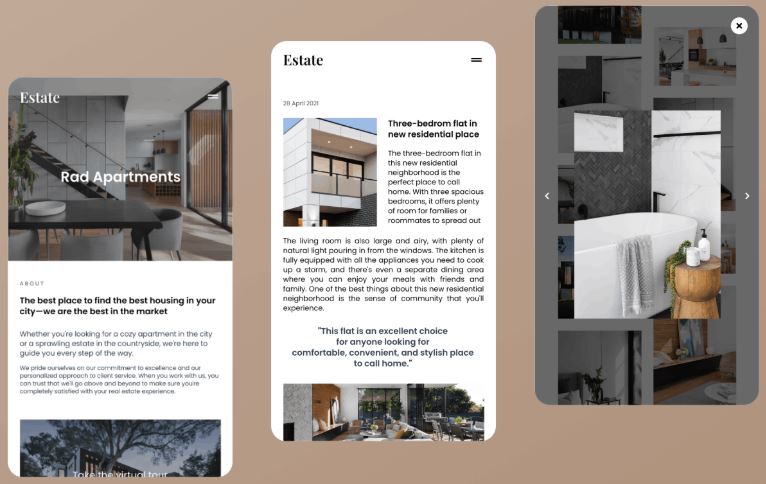 Estate
Rad Apartments
ABOUT
The best place to find the best housing in your
city—we are the best in the market
Whether you're looking for a cozy apartment in the city
or a sprawling estate in the countryside, we're here to
guide you every step of the way.
We pride ourselves on our commitment to excellence and our
personalized approach to client service. When you work with us, you
can trust that we'll go above and beyond to make sure you're
completely satisfied with your real estate experience.
Take the virtual tour
Estate
28 April 2021
Three-bedrom flat in
new residential place
The three-bedroom flat in
this new residential
neighborhood is the
perfect place to call
home. With three spacious
bedrooms, it offers plenty
of room for families or
roommates to spread out
The living room is also large and airy, with plenty of
natural light pouring in from the windows. The kitchen is
fully equipped with all the appliances you need to cook
up a storm, and there's even a separate dining area
where you can enjoy your meals with friends and
family. One of the best things about this new residential
neighborhood is the sense of community that you'll
experience.
"This flat is an excellent choice
for anyone looking for
comfortable, convenient, and stylish place
to call home."